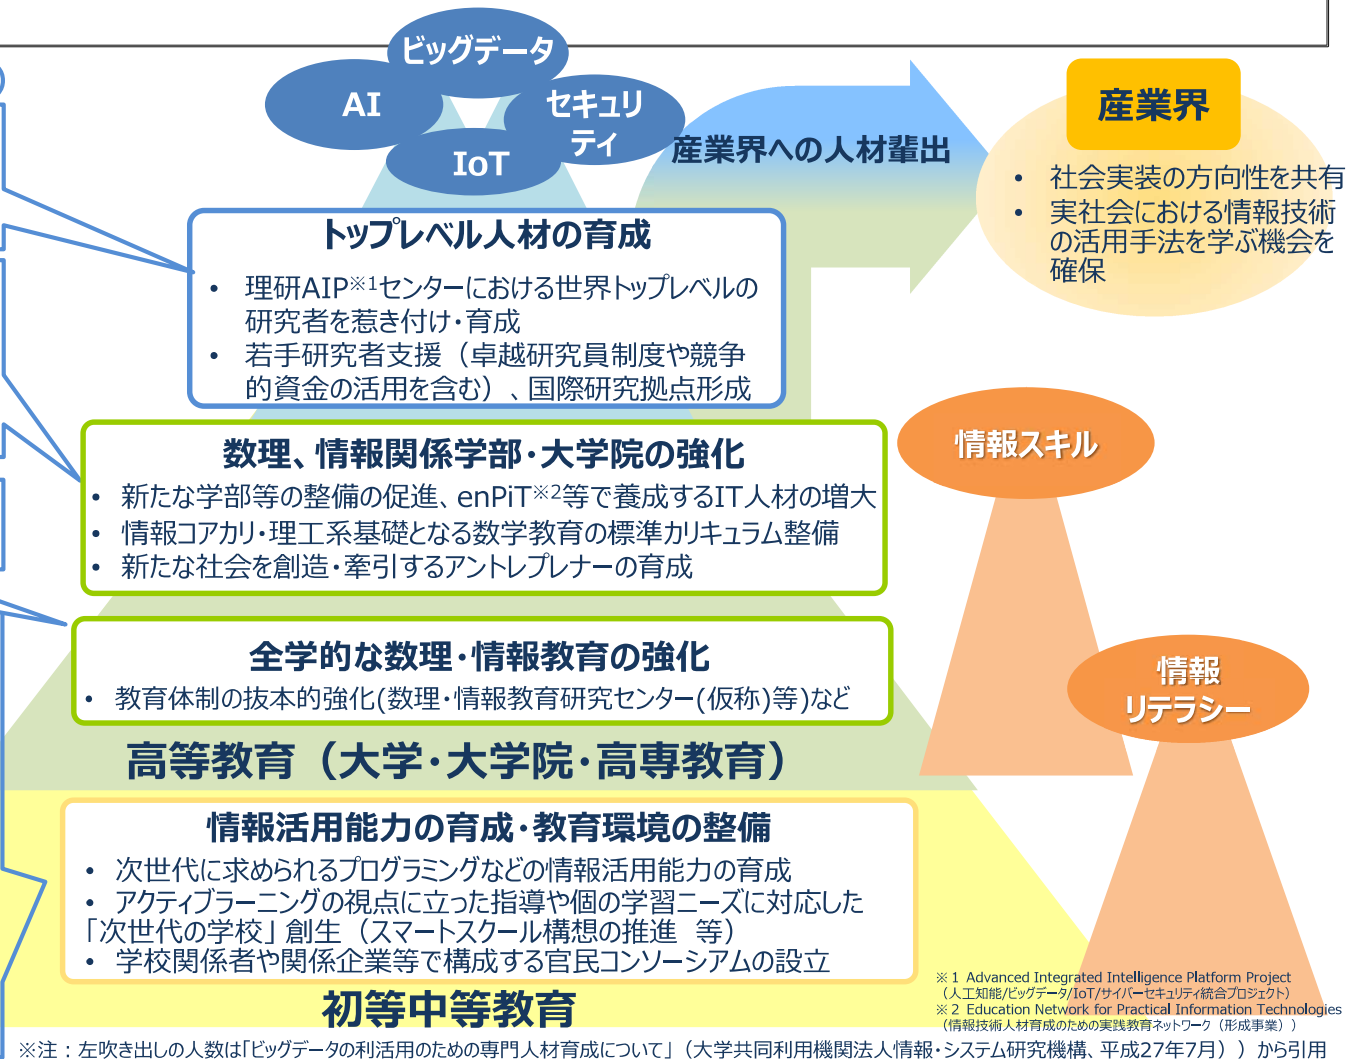 ビッグデータ
AI
セキュリ
ティ
IoT
産業界への人材輩出
産業界
• 社会実装の方向性を共有
• 実社会における情報技術
の活用手法を学ぶ機会を
確保
トップレベル人材の育成
• 理研AIP※1センターにおける世界トップレベルの
研究者を惹き付け・育成
• 若手研究者支援（卓越研究員制度や競争
的資金の活用を含む）、国際研究拠点形成
数理、情報関係学部・大学院の強化
• 新たな学部等の整備の促進、enPiT※2等で養成するIT人材の増大
• 情報コアカリ・理工系基礎となる数学教育の標準カリキュラム整備
• 新たな社会を創造・牽引するアントレプレナーの育成
情報スキル
全学的な数理・情報教育の強化
• 教育体制の抜本的強化(数理・情報教育研究センター(仮称)等)など
情報
リテラシー
高等教育（大学・大学院・高専教育）
情報活用能力の育成・教育環境の整備
• 次世代に求められるプログラミングなどの情報活用能力の育成
• アクティブラーニングの視点に立った指導や個の学習ニーズに対応した
「次世代の学校」創生（スマートスクール構想の推進 等）
• 学校関係者や関係企業等で構成する官民コンソーシアムの設立
初等中等教育
※１ Advanced Integrated Intelligence Platform Project
（人工知能/ビッグデータ/IoT/サイバーセキュリティ統合プロジェクト）
※２ Education Network for Practical Information Technologies
（情報技術人材育成のための実践教育ネットワーク（形成事業））
※注：左吹き出しの人数は「ビッグデータの利活用のための専門人材育成について」（大学共同利用機関法人情報・システム研究機構、平成27年7月））から引用